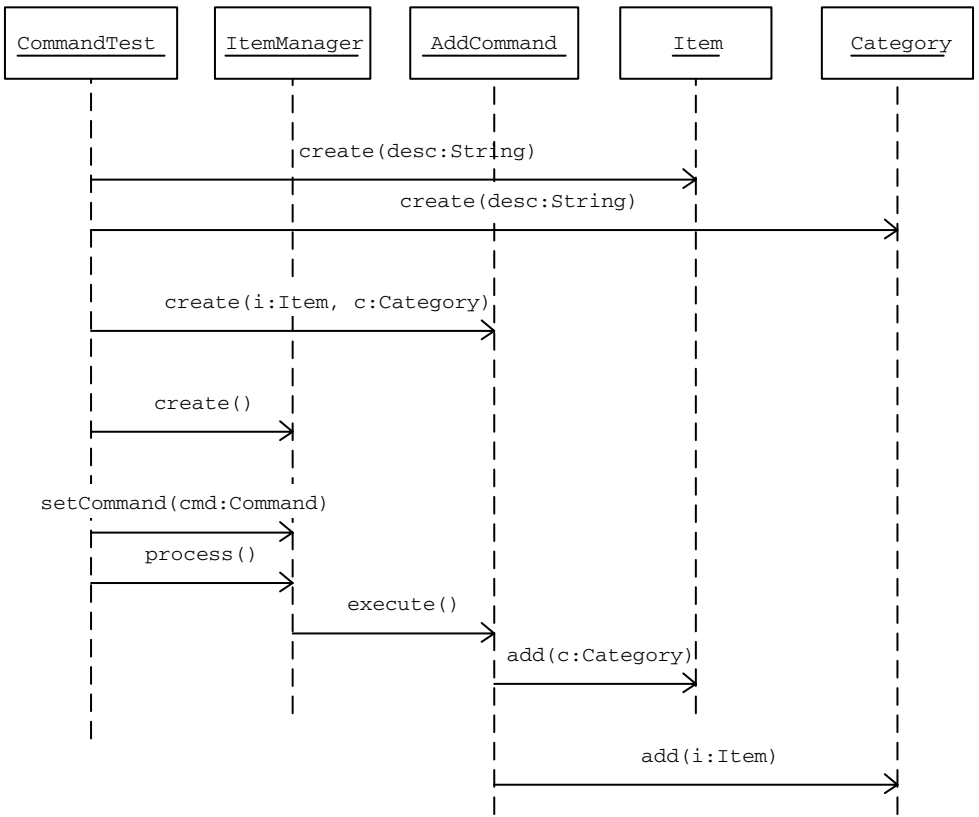 CommandTest
ItemManager
AddCommand
Item
Category
create(desc:String)
create(desc:String)
create(i:Item, c:Category)
create()
setCommand(cmd:Command)
process()
execute()
add(c:Category)
add(i:Item)